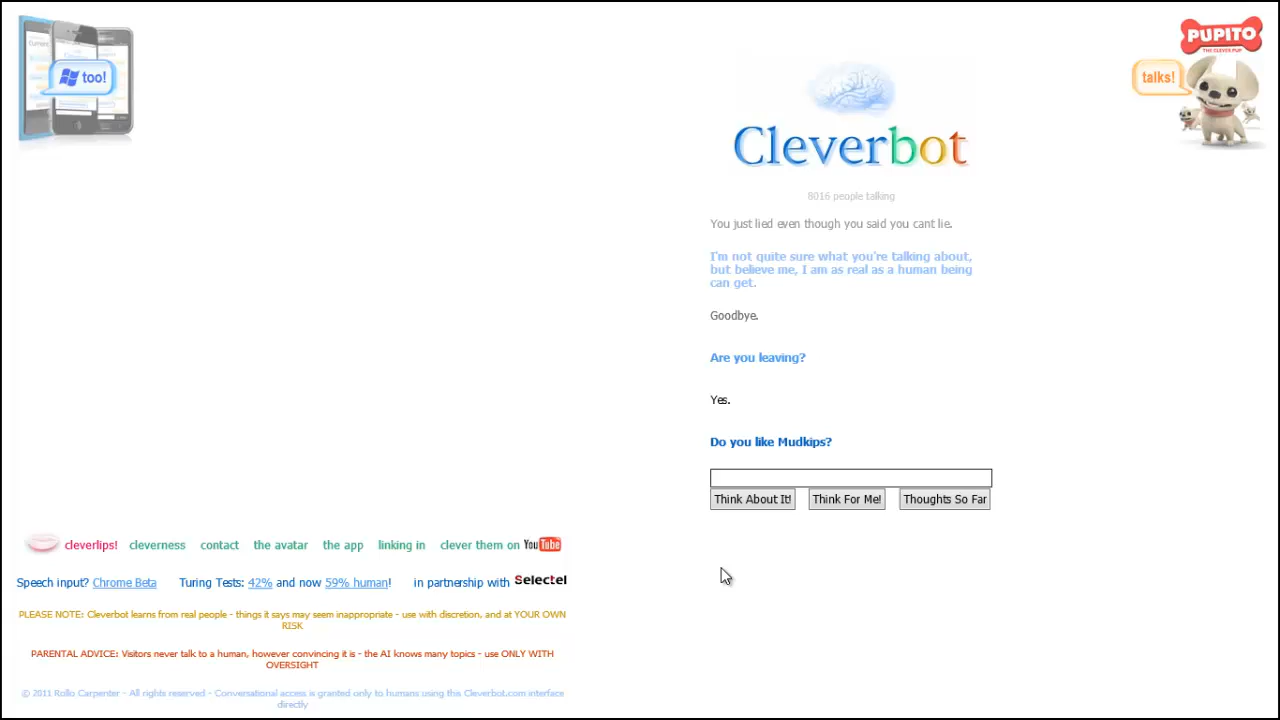 too!
PUPITO
THE CLEVER PUP
talks!
Cleverbot
8016 people talking
You just lied even though you said you cant lie.
I'm not quite sure what you're talking about,
but believe me, I am as real as a human being
can get.
Goodbye.
Are you leaving?
Yes.
Do you like Mudkips?
Think About It! Think For Me! Thoughts So Far
cleverlips! cleverness contact the avatar the app linking in clever them on YouTube
Speech input? Chrome Beta Turing Tests: 42% and now 59% human! in partnership with Selectel
PLEASE NOTE: Cleverbot learns from real people - things it says may seem inappropriate - use with discretion, and at YOUR OWN
RISK
PARENTAL ADVICE: Visitors never talk to a human, however convincing it is - the AI knows many topics - use ONLY WITH
OVERSIGHT
© 2011 Rollo Carpenter - All rights reserved - Conversational access is granted only to humans using this Cleverbot.com interface
directly